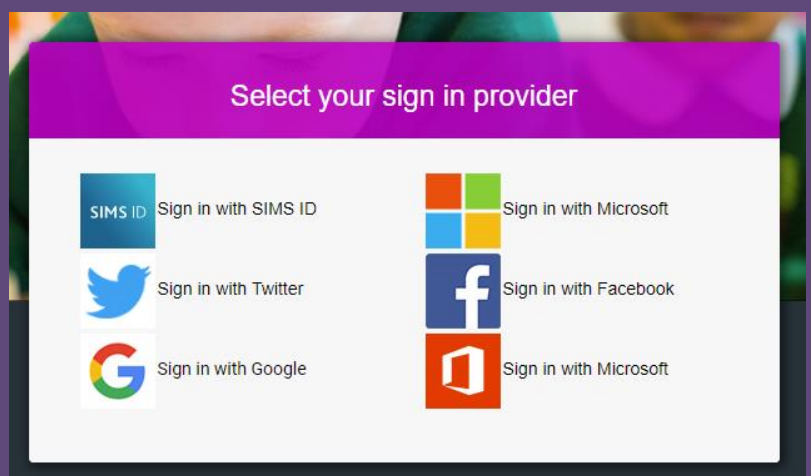 Select your sign in provider
SIMS ID Sign in with SIMS ID
Sign in with Microsoft
Sign in with Twitter
Sign in with Facebook
Sign in with Google
Sign in with Microsoft